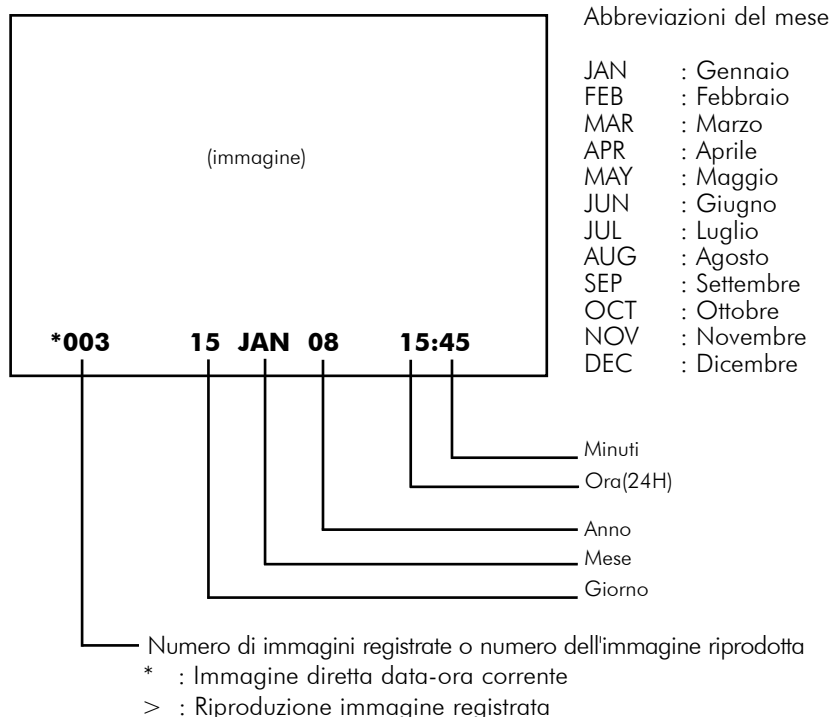 Abbreviazioni del mese
JAN : Gennaio
FEB : Febbraio
MAR : Marzo
APR : Aprile
MAY : Maggio
JUN : Giugno
JUL : Luglio
AUG : Agosto
SEP : Settembre
OCT : Ottobre
NOV : Novembre
DEC : Dicembre
(immagine)
*003 15 JAN 08 15:45
Minuti
Ora(24H)
Anno
Mese
Giorno
Numero di immagini registrate o numero dell'immagine riprodotta
* : Immagine diretta data-ora corrente
> : Riproduzione immagine registrata